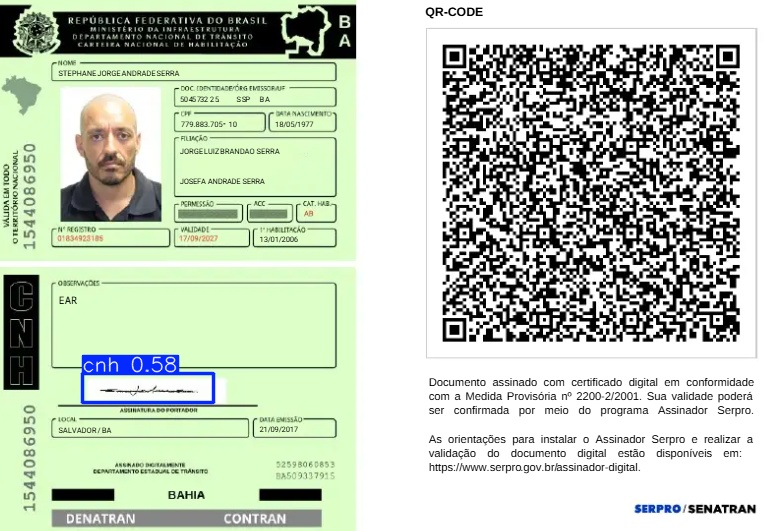 REPÚBLICA FEDERATIVA DO BRASIL
MINISTÉRIO DA INFRAESTRUTURA
DEPARTAMENTO NACIONAL DE TRÂNSITO
CARTEIRA NACIONAL DE HABILITAÇÃO
BA
NOME
STEPHANE JORGE ANDRADE SERRA
DOC. IDENTIDADE/ÓRG EMISSOR/UF
5045732 25 SSP BA
CPF
779.883.705- 10
DATA NASCIMENTO
18/05/1977
FILIAÇÃO
JORGE LUIZ BRANDAO SERRA
JOSEFA ANDRADE SERRA
PERMISSÃO
ACC
CAT. HAB.
AB
Nº REGISTRO
01834923185
VALIDADE
17/09/2027
1ª HABILITAÇÃO
13/01/2006
VÁLIDA EM TODO
O TERRITÓRIO NACIONAL
1544086950
OBSERVAÇÕES
EAR
cnh 0.58
ASSINATURA DO PORTADOR
LOCAL
SALVADOR / BA
DATA EMISSÃO
21/09/2017
ASSINADO DIGITALMENTE
DEPARTAMENTO ESTADUAL DE TRÂNSITO
52598060853
BA509337915
BAHIA
DENATRAN CONTRAN
CNH
1544086950
QR-CODE
Documento assinado com certificado digital em conformidade
com a Medida Provisória nº 2200-2/2001. Sua validade poderá
ser confirmada por meio do programa Assinador Serpro.
As orientações para instalar o Assinador Serpro e realizar a
validação do documento digital estão disponíveis em:
https://www.serpro.gov.br/assinador-digital.
SERPRO / SENATRAN